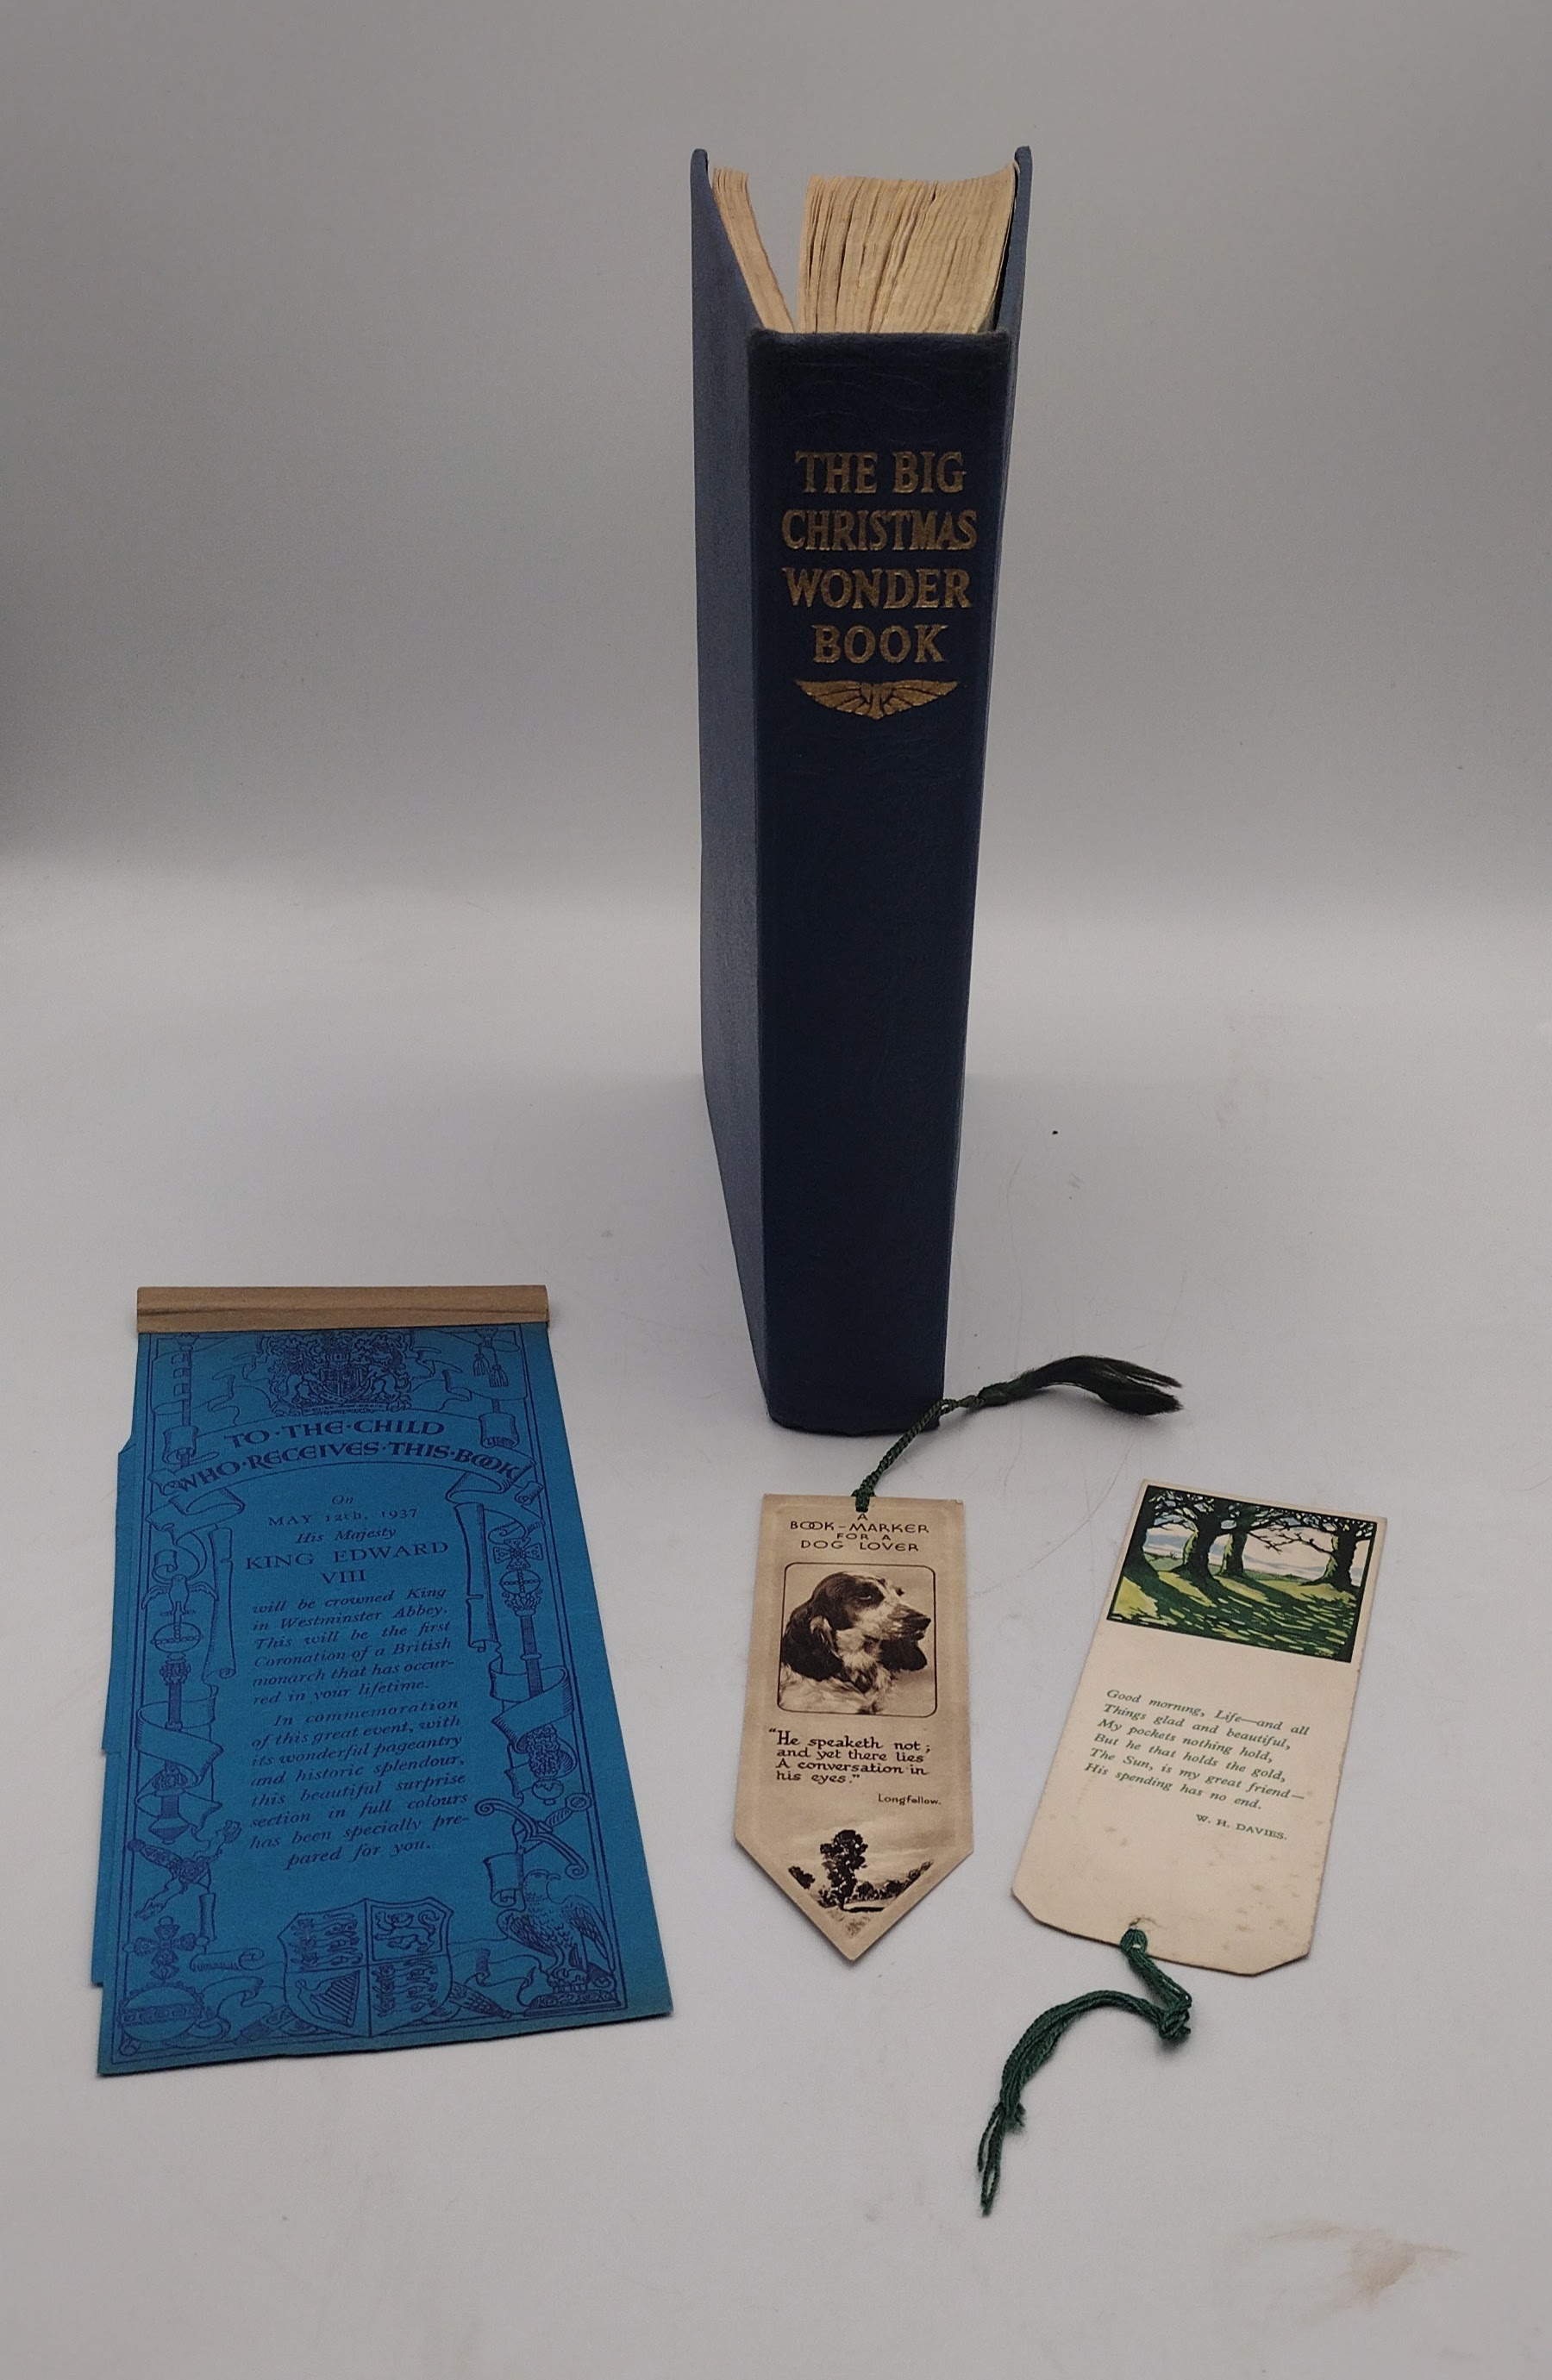 THE BIG
CHRISTMAS
WONDER
BOOK
TO·THE·CHILD
WHO·RECEIVES·THIS·BOOK
On
MAY 12th, 1937
His Majesty
KING EDWARD
VIII
will be crowned King
in Westminster Abbey.
This will be the first
Coronation of a British
monarch that has occur-
red in your lifetime.
In commemoration
of this great event, with
its wonderful pageantry
and historic splendour,
this beautiful surprise
section in full colours
has been specially pre-
pared for you.
A
BOOK-MARKER
FOR A
DOG LOVER
"He speaketh not;
and yet there lies
A conversation in
his eyes."
Longfellow.
Good morning, Life—and all
Things glad and beautiful,
My pockets nothing hold,
But he that holds the gold,
The Sun, is my great friend—
His spending has no end.
W. H. DAVIES.